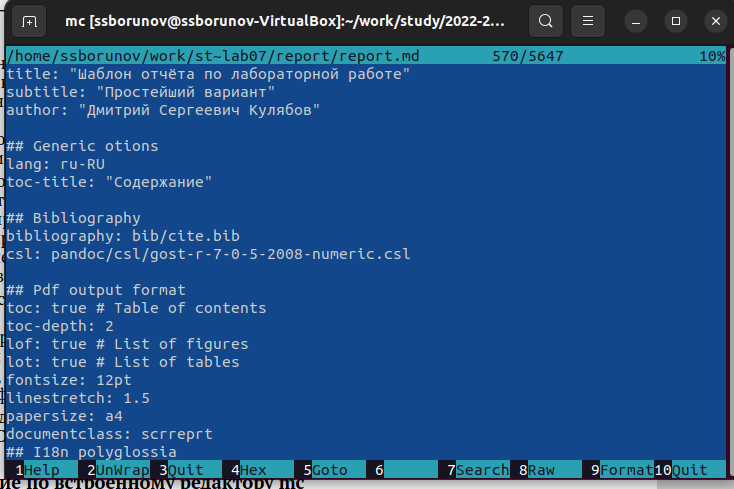 mc [ssborunov@ssborunov-VirtualBox]:~/work/study/2022-2...
/home/ssborunov/work/st~lab07/report/report.md 570/5647 10%
title: "Шаблон отчёта по лабораторной работе"
subtitle: "Простейший вариант"
author: "Дмитрий Сергеевич Кулябов"
## Generic otions
lang: ru-RU
toc-title: "Содержание"
## Bibliography
bibliography: bib/cite.bib
csl: pandoc/csl/gost-r-7-0-5-2008-numeric.csl
## Pdf output format
toc: true # Table of contents
toc-depth: 2
lof: true # List of figures
lot: true # List of tables
fontsize: 12pt
linestretch: 1.5
papersize: a4
documentclass: scrreprt
## I18n polyglossia
1Help 2UnWrap 3Quit 4Hex 5Goto 6 7Search 8Raw 9Format 10Quit
ие по встроенному редактору mc